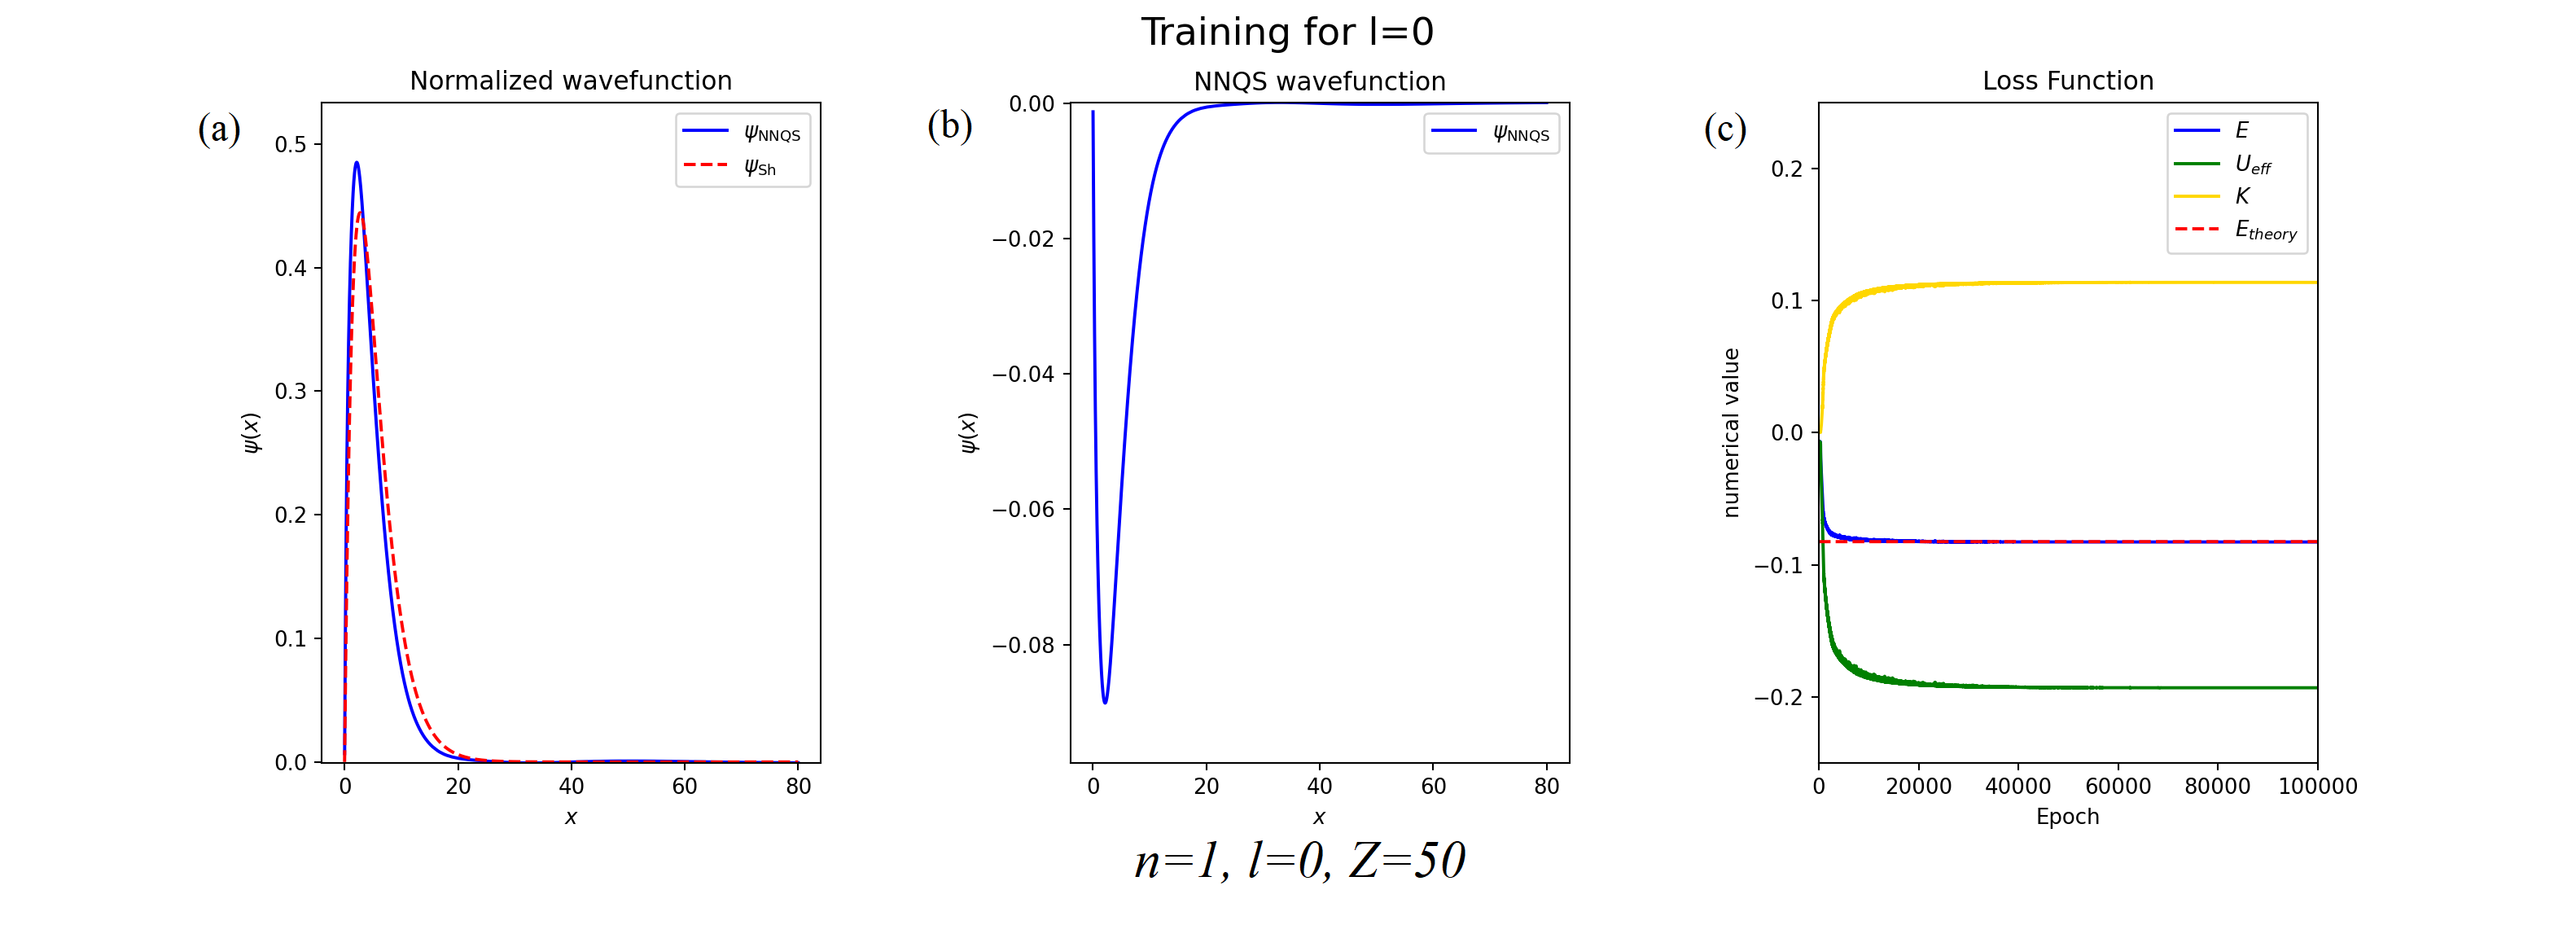 Training for l=0
Normalized wavefunction
(a)
ψNNQS
ψSh
0.5
0.4
0.3
0.2
0.1
0.0
ψ(x)
0
20
40
60
80
x
NNQS wavefunction
(b)
ψNNQS
0.00
−0.02
−0.04
−0.06
−0.08
ψ(x)
0
20
40
60
80
x
Loss Function
(c)
E
Ueff
K
Etheory
0.2
0.1
0.0
−0.1
−0.2
numerical value
0
20000
40000
60000
80000
100000
Epoch
n=1, l=0, Z=50